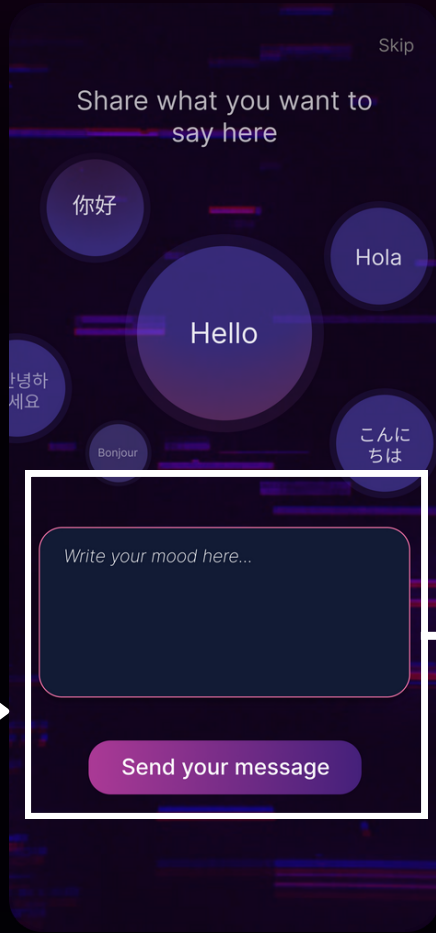 Skip
Share what you want to
say here
你好
Hola
Hello
녕하
세요
Bonjour
こんに
ちは
Write your mood here...
Send your message